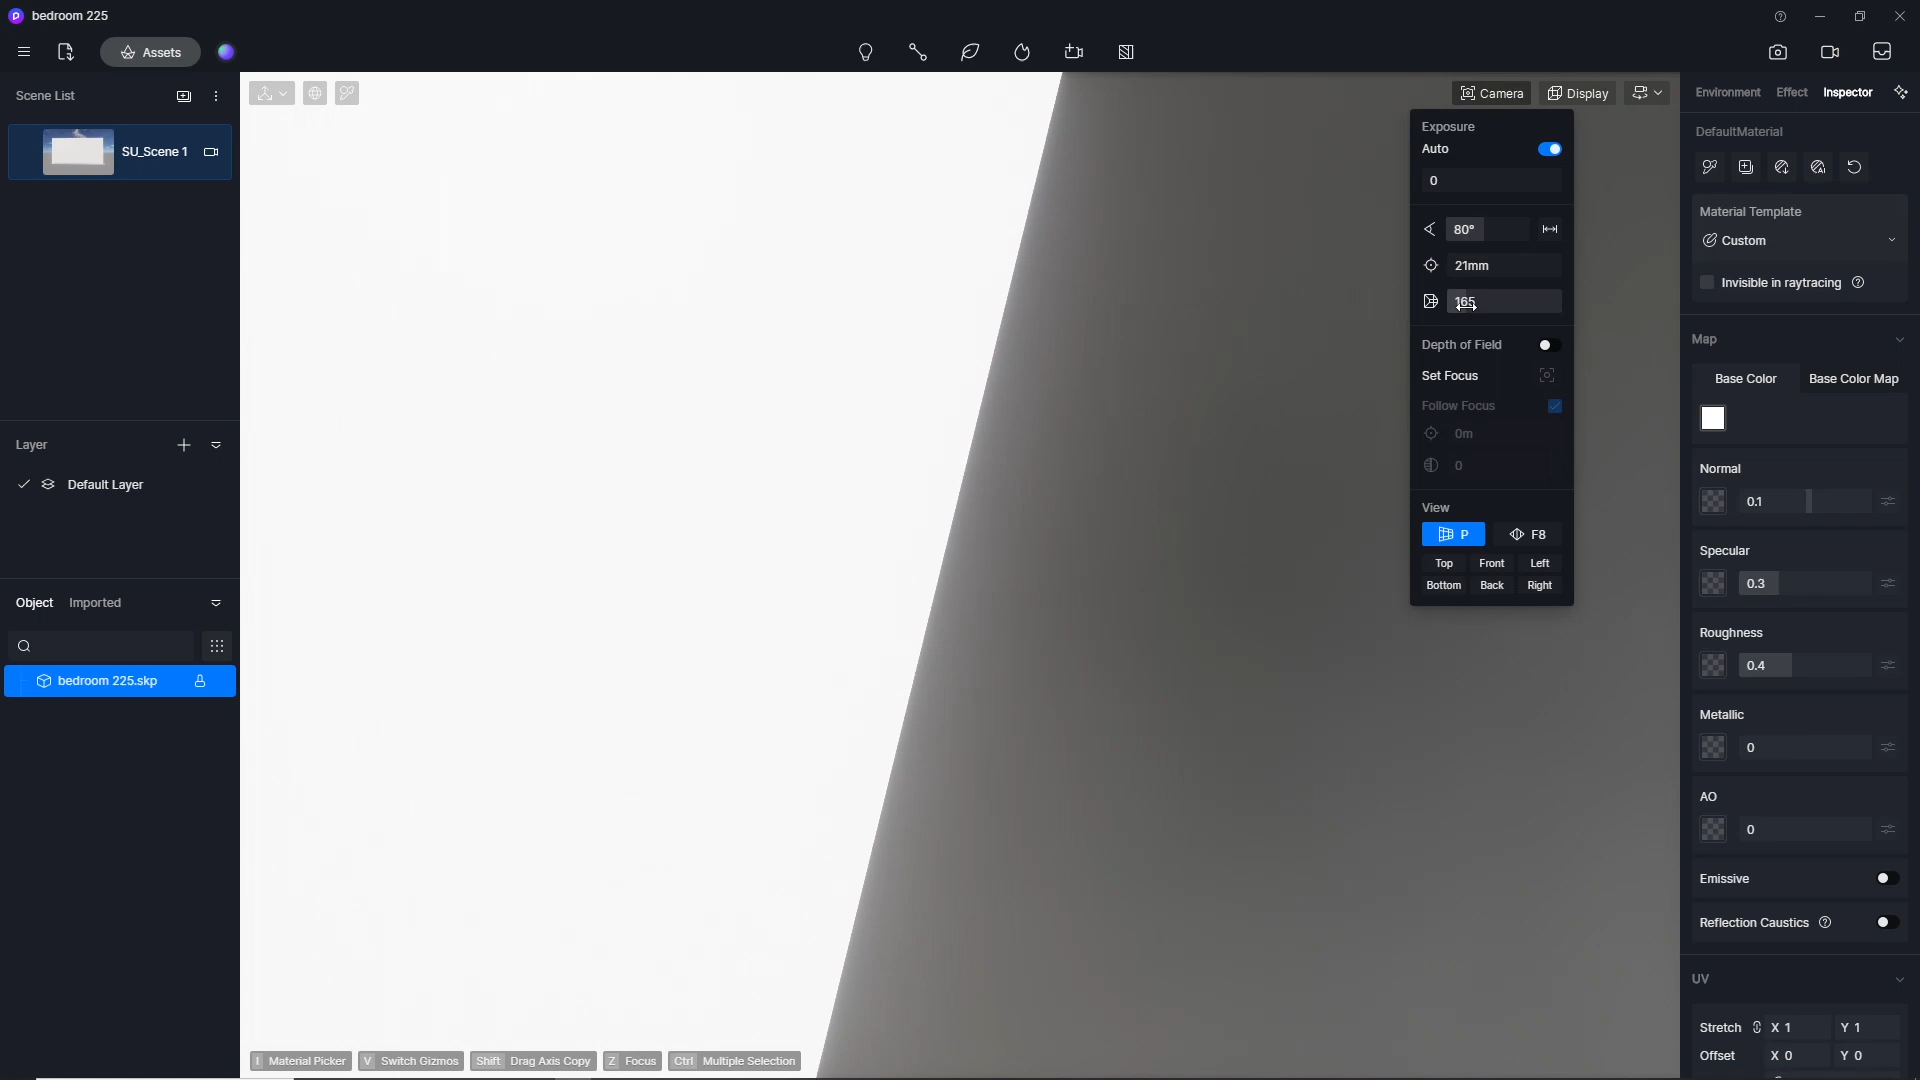 bedroom 225
Assets
Scene List
SU_Scene 1
Layer
Default Layer
Object Imported
bedroom 225.skp
Camera Display
Exposure
Auto
0
80°
21mm
165
Depth of Field
Set Focus
Follow Focus
0m
0
View
P F8
Top Front Left
Bottom Back Right
I Material Picker V Switch Gizmos Shift Drag Axis Copy Z Focus Ctrl Multiple Selection
Environment Effect Inspector
DefaultMaterial
Material Template
Custom
Invisible in raytracing
Map
Base Color Base Color Map
Normal
0.1
Specular
0.3
Roughness
0.4
Metallic
0
AO
0
Emissive
Reflection Caustics
UV
Stretch X 1 Y 1
Offset X 0 Y 0